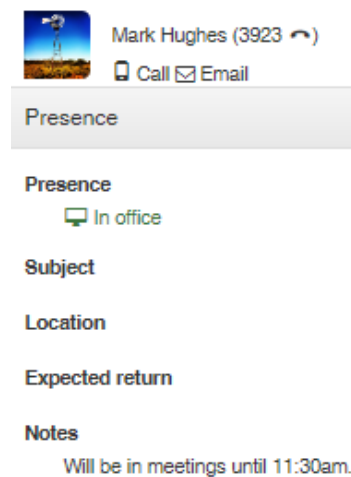 Mark Hughes (3923 )
Call Email
Presence
Presence
In office
Subject
Location
Expected return
Notes
Will be in meetings until 11:30am.